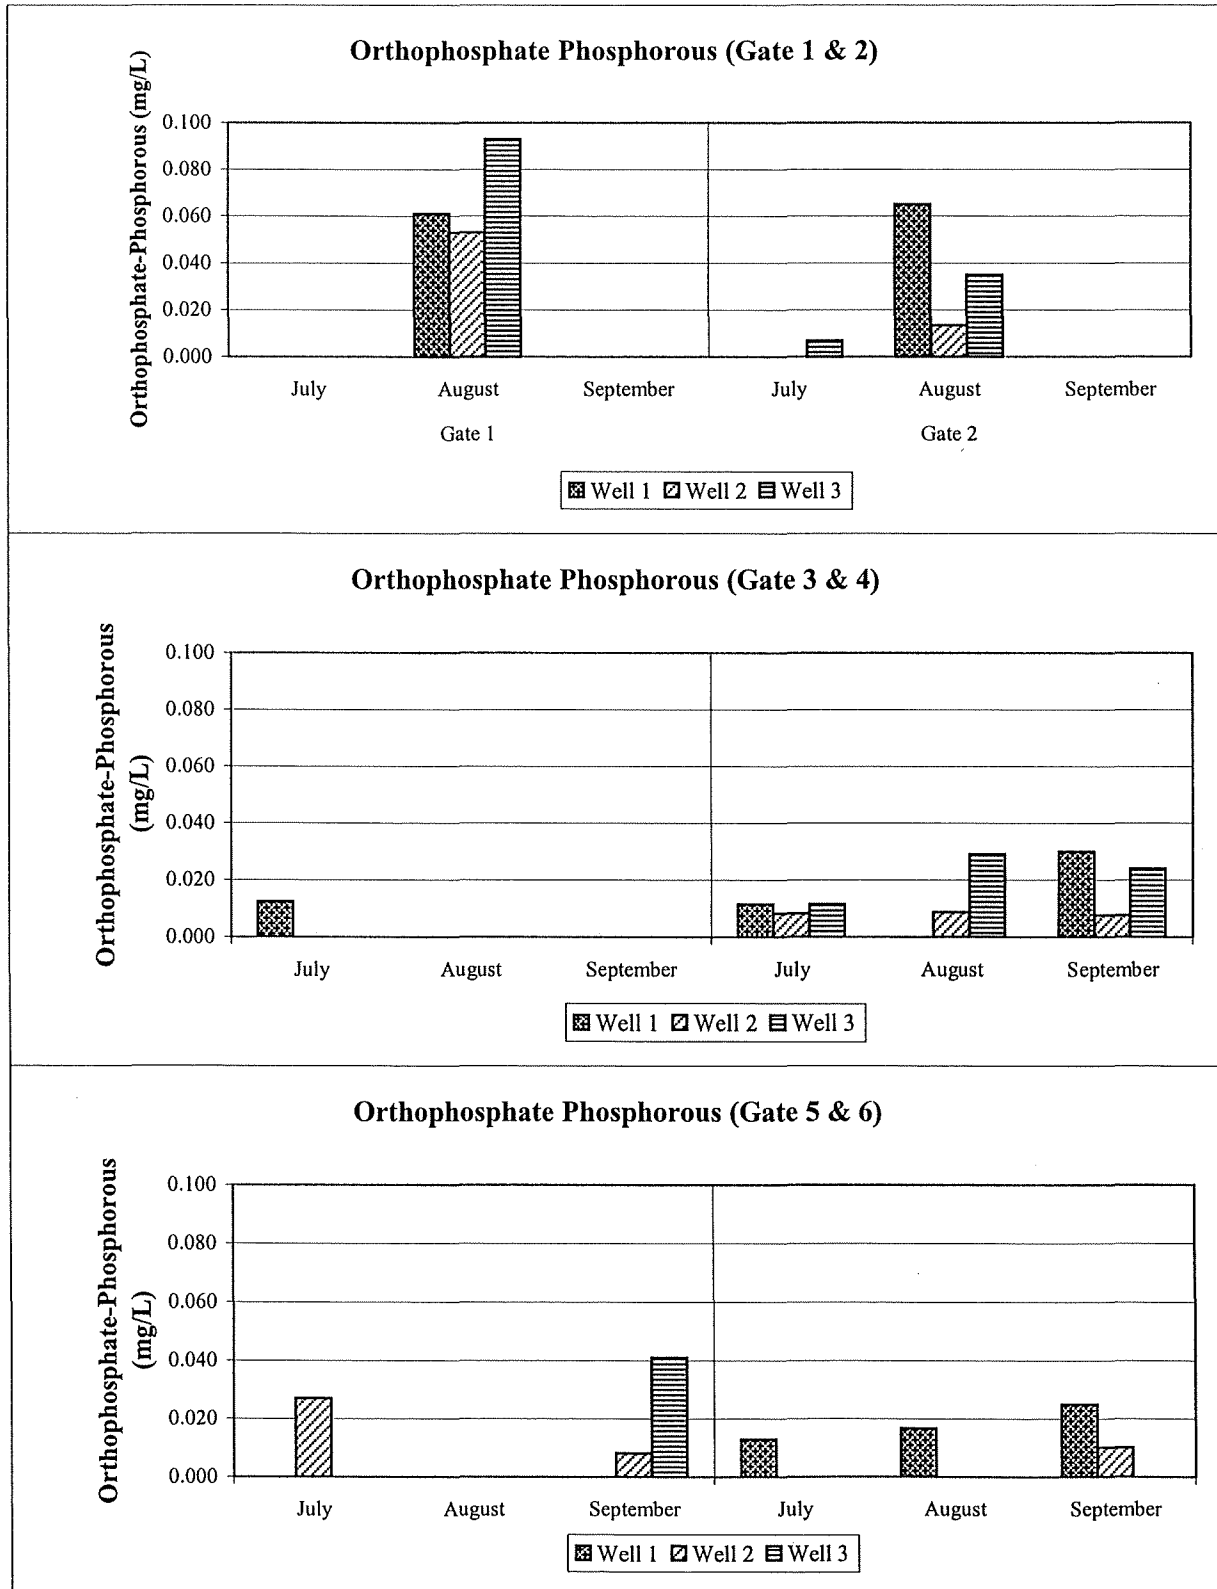 Orthophosphate Phosphorous (Gate 1 & 2)
Orthophosphate-Phosphorous (mg/L)
0.100
0.080
0.060
0.040
0.020
0.000
July August September July August September
Gate 1 Gate 2
Well 1 Well 2 Well 3
Orthophosphate Phosphorous (Gate 3 & 4)
Orthophosphate-Phosphorous
(mg/L)
0.100
0.080
0.060
0.040
0.020
0.000
July August September July August September
Well 1 Well 2 Well 3
Orthophosphate Phosphorous (Gate 5 & 6)
Orthophosphate-Phosphorous
(mg/L)
0.100
0.080
0.060
0.040
0.020
0.000
July August September July August September
Well 1 Well 2 Well 3